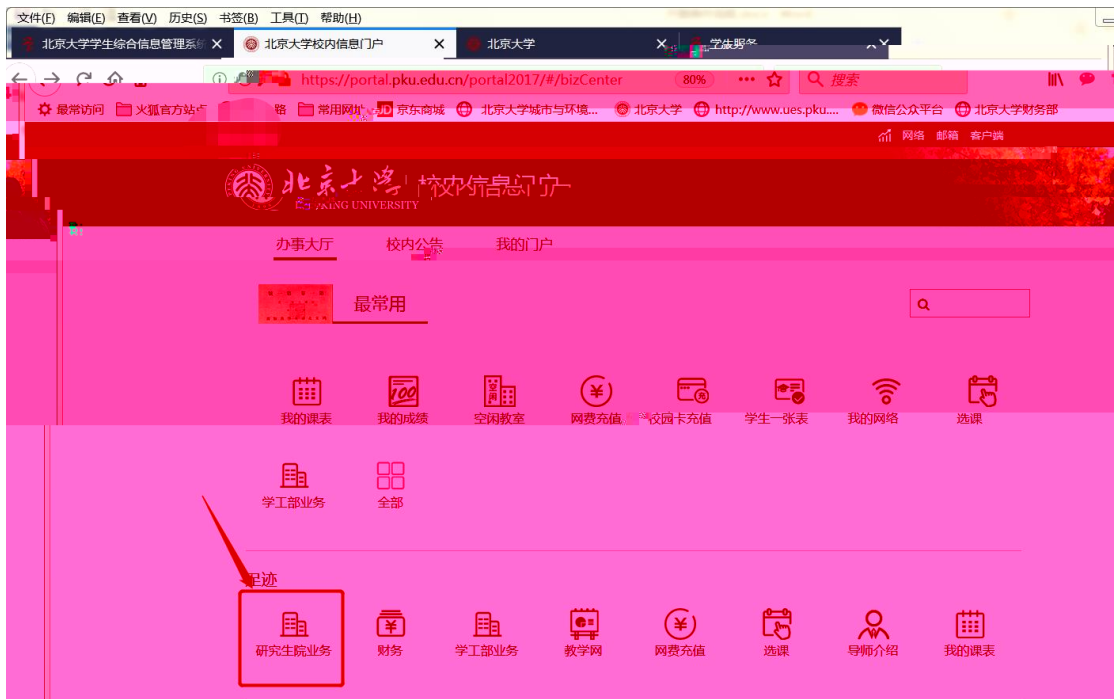 文件(F) 编辑(E) 查看(V) 历史(S) 书签(B) 工具(T) 帮助(H)
北京大学学生综合信息管理系统 北京大学校内信息门户 北京大学
https://portal.pku.edu.cn/portal2017/#/bizCenter 80% 搜索
最常访问 火狐官方站点 常用网址 京东商城 北京大学城市与环境... 北京大学 http://www.ues.pku.... 微信公众平台 北京大学财务部
网络 邮箱 客户端
北京大学 校内信息门户
PEKING UNIVERSITY
办事大厅 校内公告 我的门户
最常用
100 空闲
我的课表 我的成绩 空闲教室 网费充值 校园卡充值 学生一张表 我的网络 选课
学工部业务 全部
足迹
研究生院业务 财务 学工部业务 教学网 网费充值 选课 导师介绍 我的课表